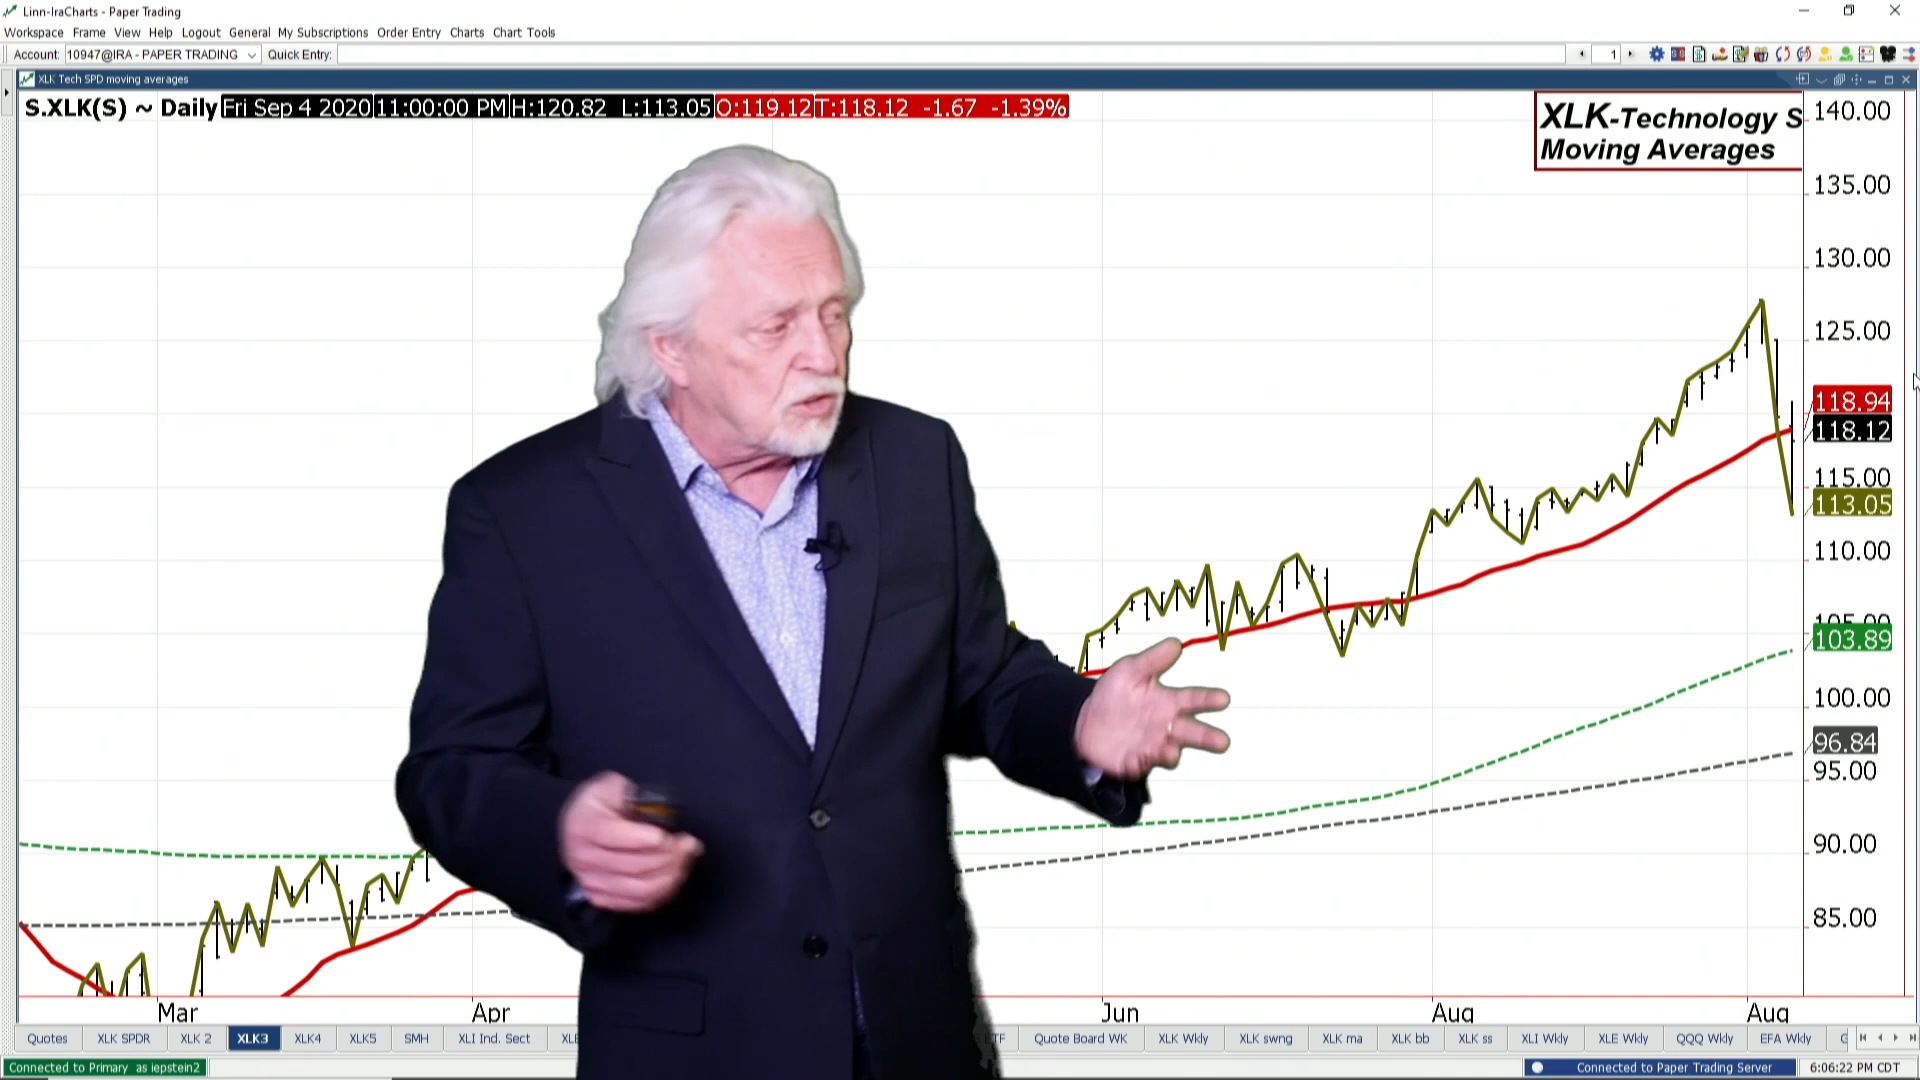 Linn-IraCharts - Paper Trading
Workspace Frame View Help Logout General My Subscriptions Order Entry Charts Chart Tools
Account: 10947@IRA - PAPER TRADING Quick Entry: 1
XLK Tech SPD moving averages
S.XLK(S) ~ Daily Fri Sep 4 2020 11:00:00 PM H:120.82 L:113.05 O:119.12 T:118.12 -1.67 -1.39%
XLK-Technology S
Moving Averages
140.00
135.00
130.00
125.00
118.94
118.12
115.00
113.05
110.00
105.00
103.89
100.00
96.84
95.00
90.00
85.00
Mar Apr Jun Aug Aug
Quotes XLK SPDR XLK 2 XLK3 XLK4 XLK5 SMH XLI Ind. Sect XLE TF Quote Board WK XLK Wkly XLK swng XLK ma XLK bb XLK ss XLI Wkly XLE Wkly QQQ Wkly EFA Wkly
Connected to Primary as iepstein2 Connected to Paper Trading Server 6:06:22 PM CDT